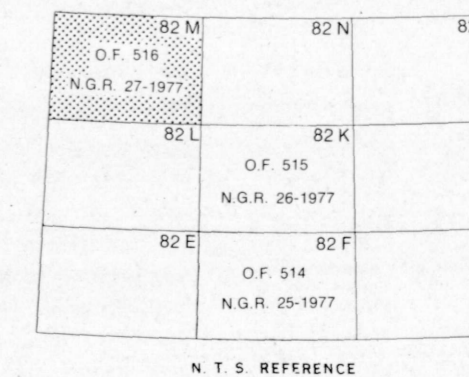 82 M
82 N
O.F. 516
N.G.R. 27-1977
82 L
82 K
O.F. 515
N.G.R. 26-1977
82 E
82 F
O.F. 514
N.G.R. 25-1977
N. T. S. REFERENCE